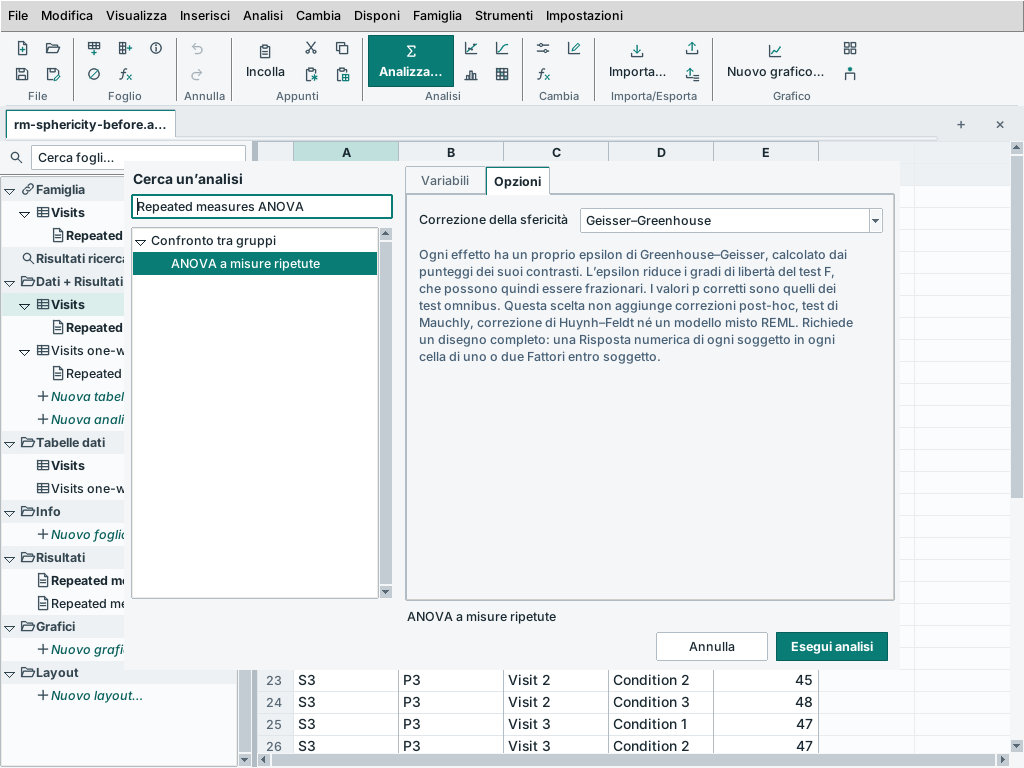 File Modifica Visualizza Inserisci Analisi Cambia Disponi Famiglia Strumenti Impostazioni
Incolla Analizza... Importa... Nuovo grafico...
File Foglio Annulla Appunti Analisi Cambia Importa/Esporta Grafico
rm-sphericity-before.a...
Cerca fogli...
A B C D E
Famiglia
Visits
Repeated
Risultati ricerca
Dati + Risultati
Visits
Repeated
Visits one-w
Repeated
Nuova tabel
Nuova anali
Tabelle dati
Visits
Visits one-w
Info
Nuovo foglio
Risultati
Repeated me
Repeated me
Grafici
Nuovo grafi
Layout
Nuovo layout...
Cerca un'analisi
Repeated measures ANOVA
Confronto tra gruppi
ANOVA a misure ripetute
Variabili Opzioni
Correzione della sfericità Geisser–Greenhouse
Ogni effetto ha un proprio epsilon di Greenhouse–Geisser, calcolato dai
punteggi dei suoi contrasti. L'epsilon riduce i gradi di libertà del test F,
che possono quindi essere frazionari. I valori p corretti sono quelli dei
test omnibus. Questa scelta non aggiunge correzioni post-hoc, test di
Mauchly, correzione di Huynh–Feldt né un modello misto REML. Richiede
un disegno completo: una Risposta numerica di ogni soggetto in ogni
cella di uno o due Fattori entro soggetto.
ANOVA a misure ripetute
Annulla Esegui analisi
23 S3 P3 Visit 2 Condition 2 45
24 S3 P3 Visit 2 Condition 3 48
25 S3 P3 Visit 3 Condition 1 47
26 S3 P3 Visit 3 Condition 2 47